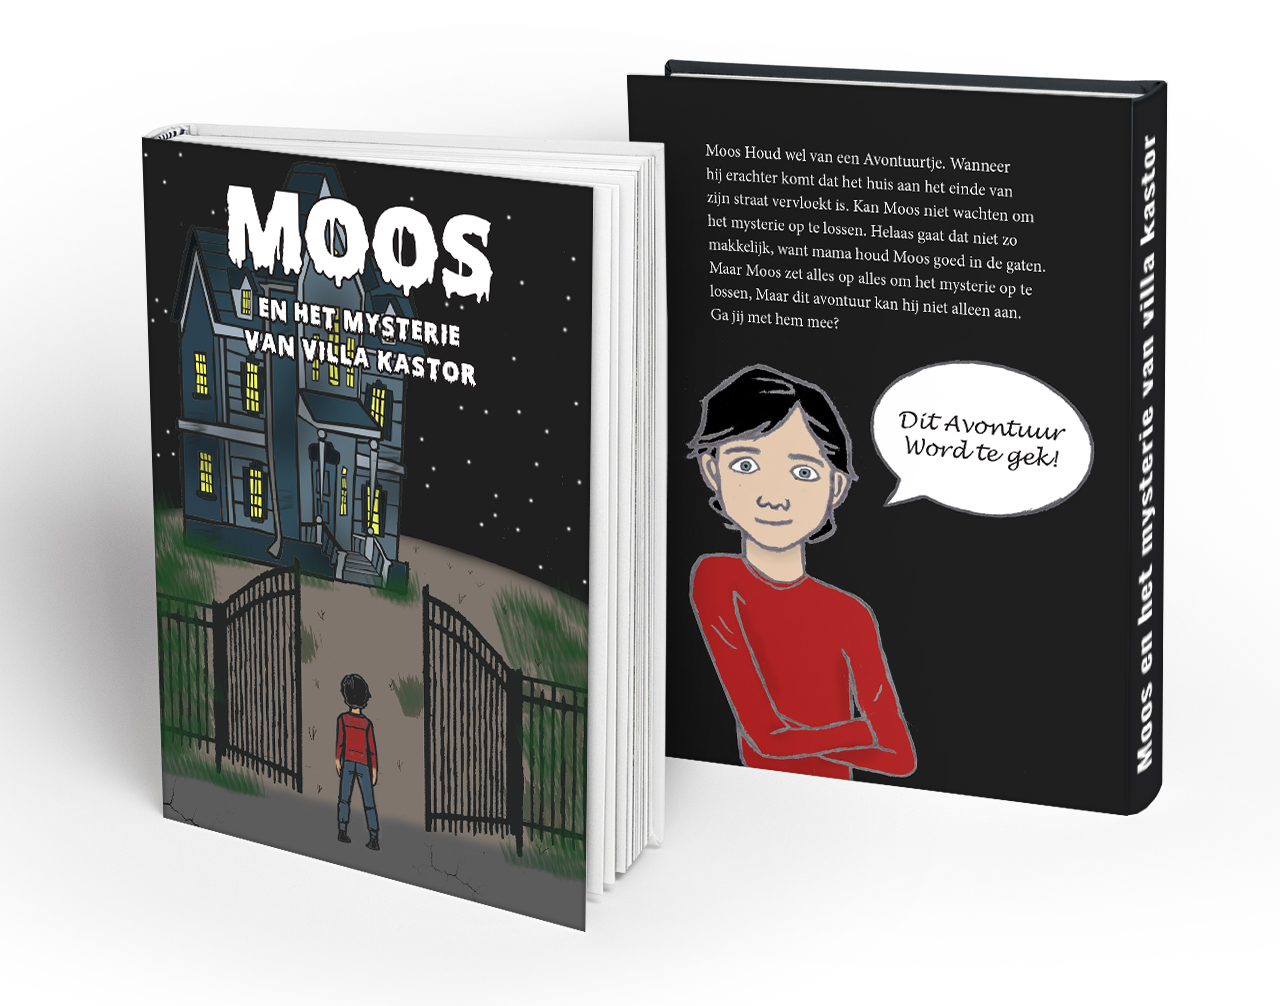 MOOS
EN HET MYSTERIE
VAN VILLA KASTOR
Moos Houd wel van een Avontuurtje. Wanneer
hij erachter komt dat het huis aan het einde van
zijn straat vervloekt is. Kan Moos niet wachten om
het mysterie op te lossen. Helaas gaat dat niet zo
makkelijk, want mama houd Moos goed in de gaten.
Maar Moos zet alles op alles om het mysterie op te
lossen, Maar dit avontuur kan hij niet alleen aan.
Ga jij met hem mee?
Dit Avontuur
Word te gek!
Moos en het mysterie van villa kastor